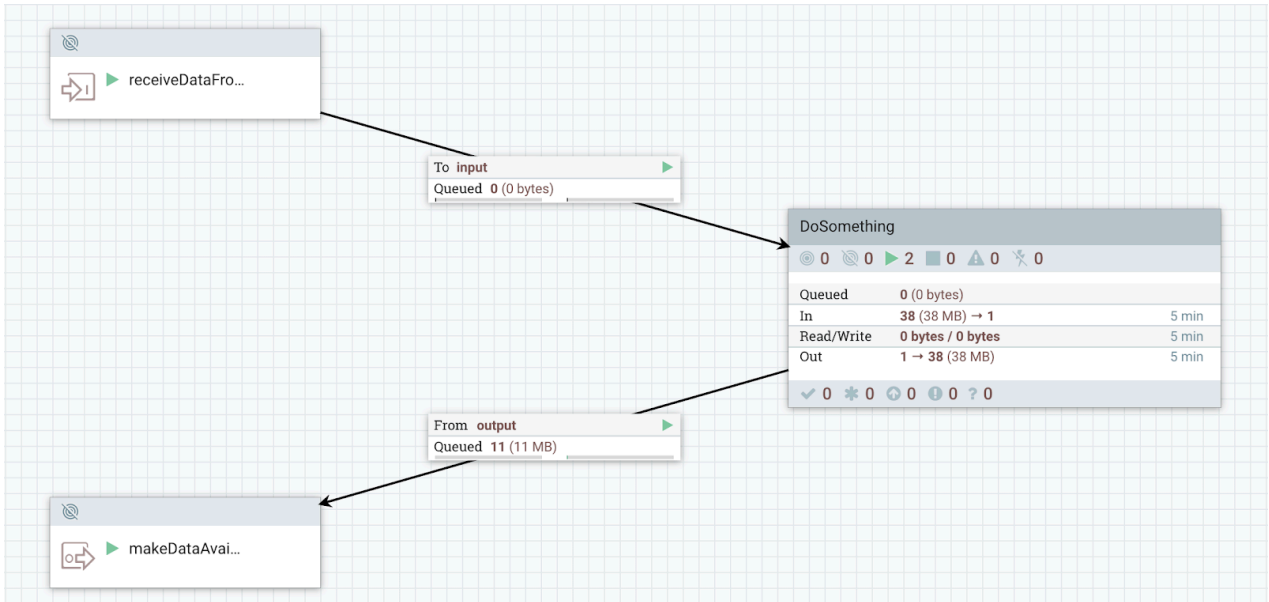 receiveDataFro...
To input
Queued 0 (0 bytes)
DoSomething
0 0 2 0 0 0
Queued 0 (0 bytes)
In 38 (38 MB) → 1 5 min
Read/Write 0 bytes / 0 bytes 5 min
Out 1 → 38 (38 MB) 5 min
0 0 0 0 ? 0
From output
Queued 11 (11 MB)
makeDataAvai...